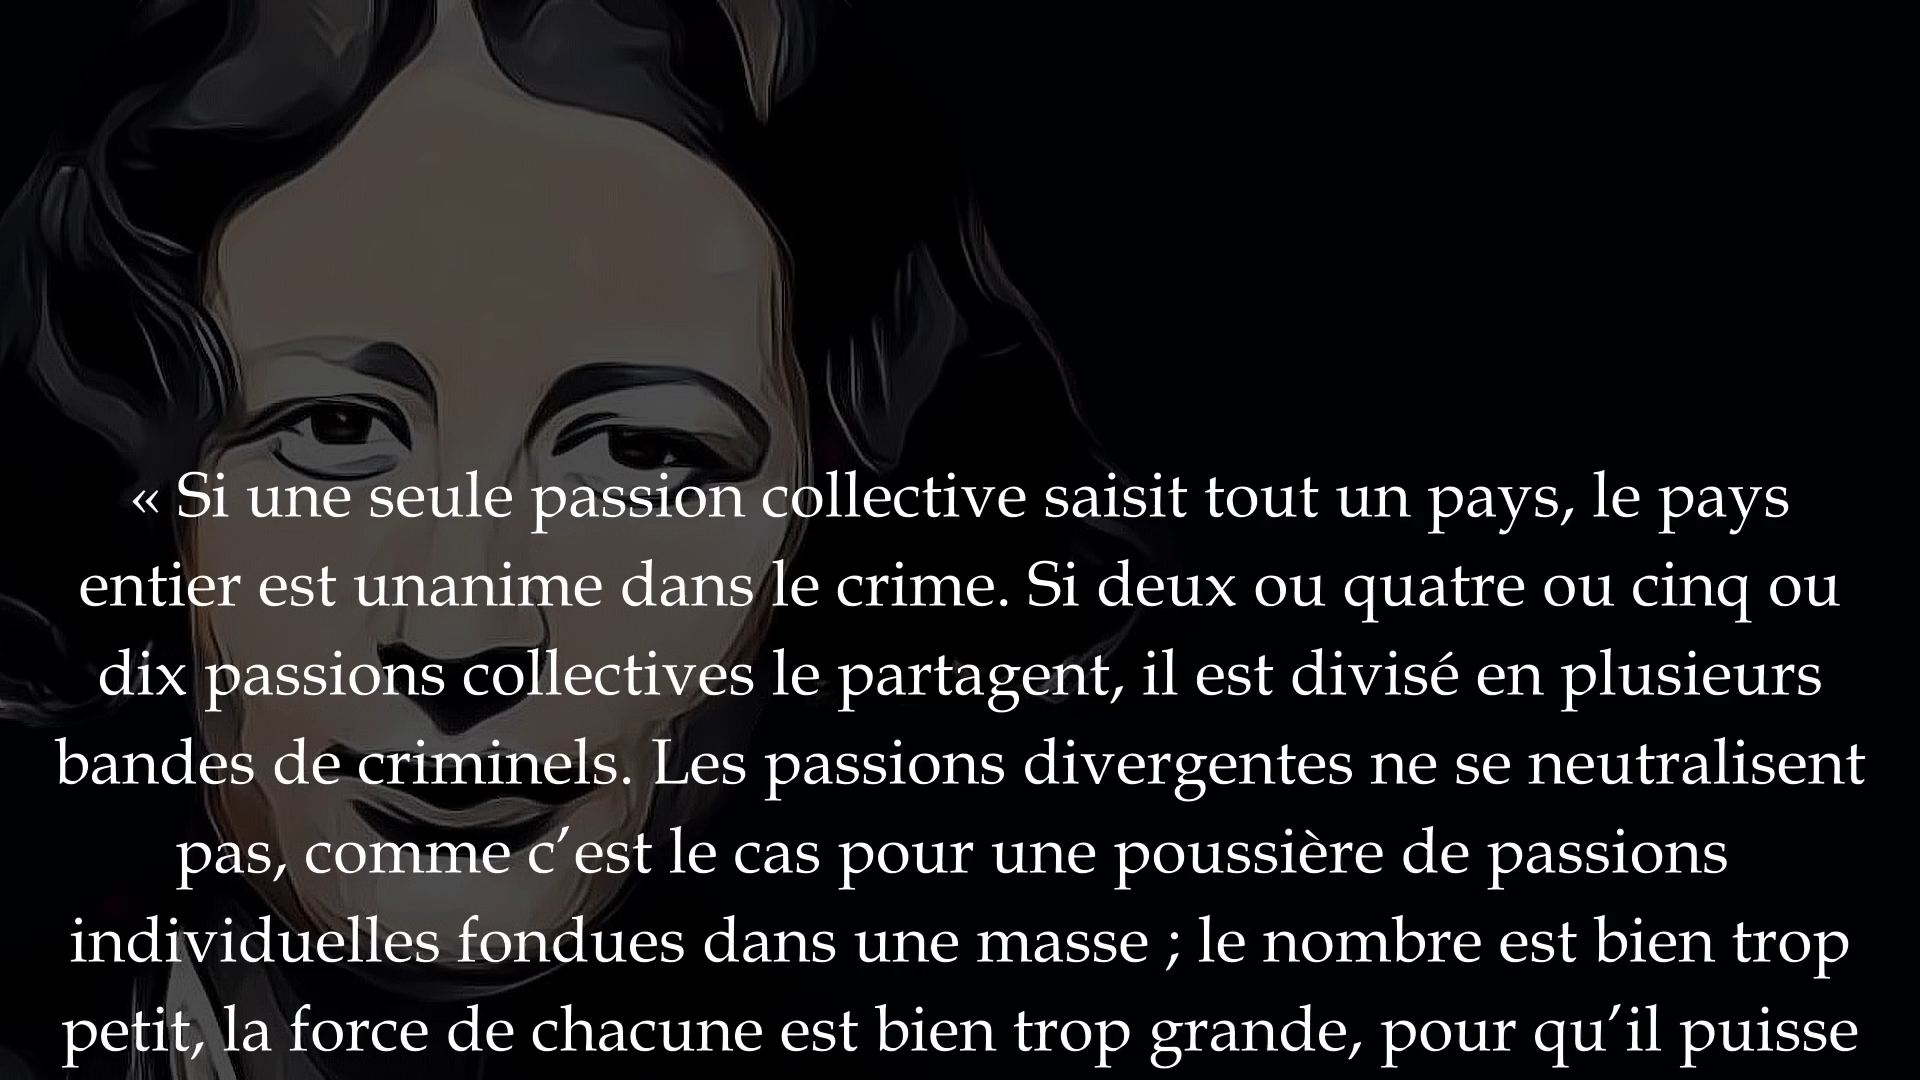 « Si une seule passion collective saisit tout un pays, le pays
entier est unanime dans le crime. Si deux ou quatre ou cinq ou
dix passions collectives le partagent, il est divisé en plusieurs
bandes de criminels. Les passions divergentes ne se neutralisent
pas, comme c’est le cas pour une poussière de passions
individuelles fondues dans une masse ; le nombre est bien trop
petit, la force de chacune est bien trop grande, pour qu’il puisse